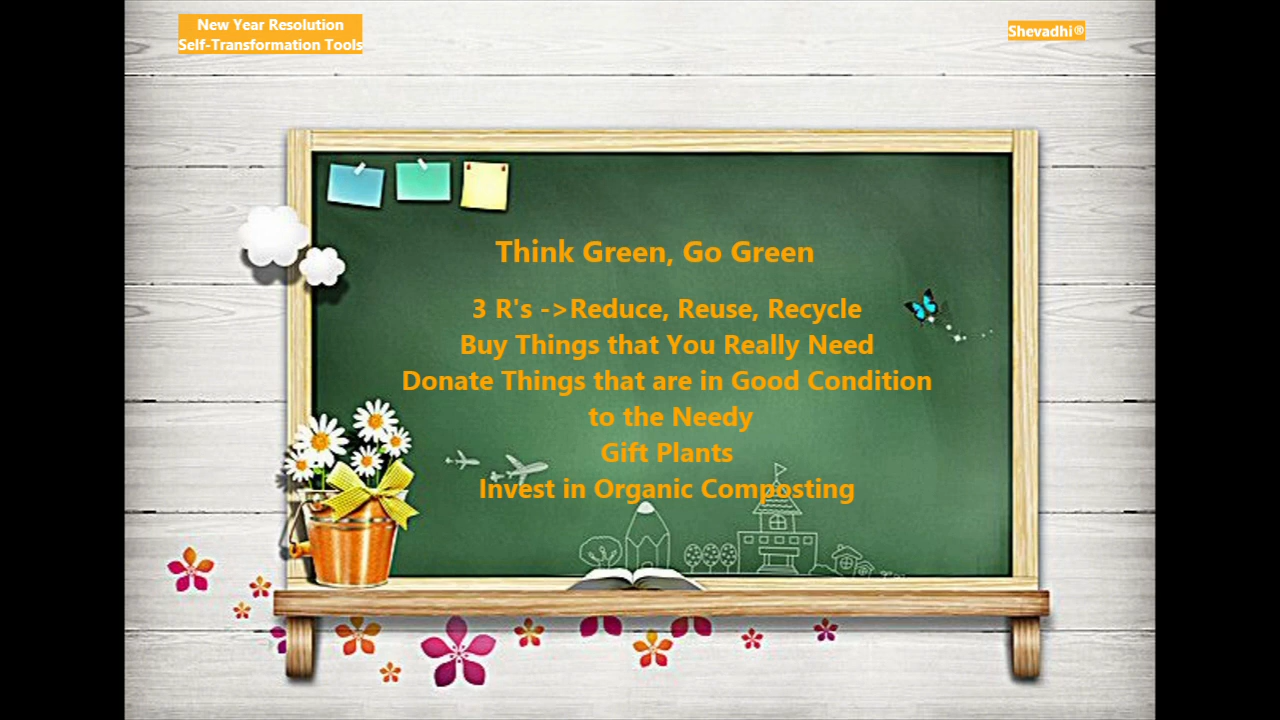 New Year Resolution
Self-Transformation Tools
Shevadhi®
Think Green, Go Green
3 R's ->Reduce, Reuse, Recycle
Buy Things that You Really Need
Donate Things that are in Good Condition
to the Needy
Gift Plants
Invest in Organic Composting